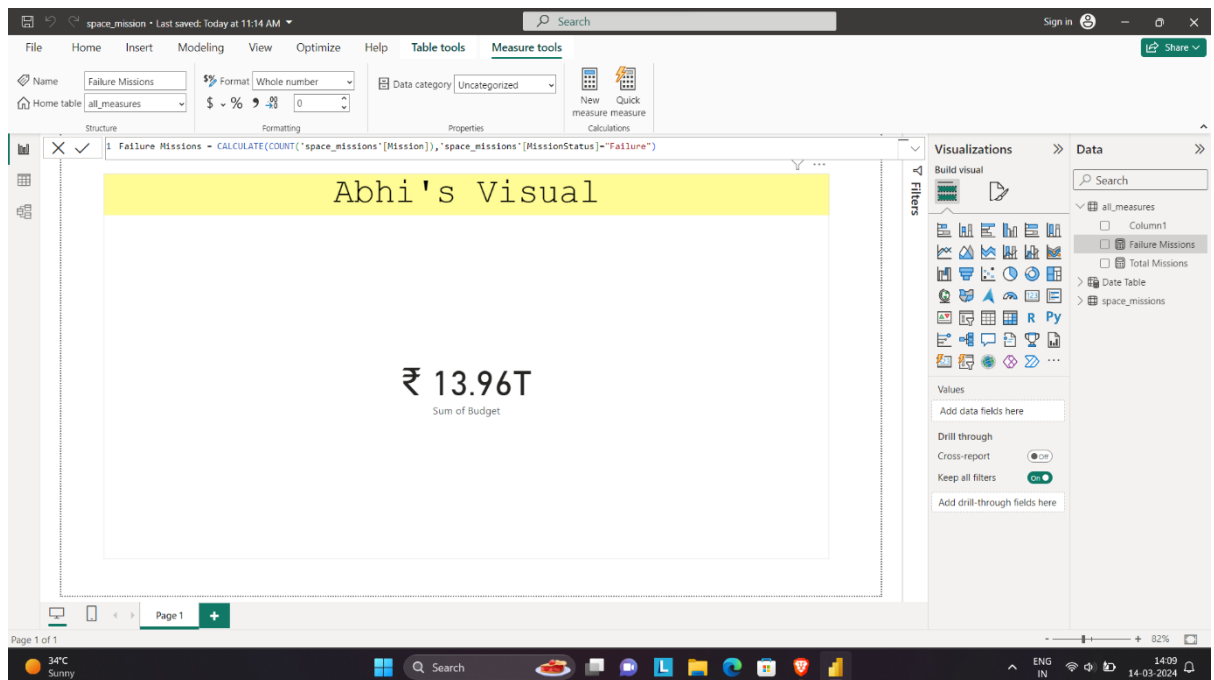 space_mission • Last saved: Today at 11:14 AM
Search
Sign in
File Home Insert Modeling View Optimize Help Table tools Measure tools
Share
Name Failure Missions
Home table all_measures
Structure
$% Format Whole number
$ % 9 .00 0
Formatting
Data category Uncategorized
Properties
New measure
Quick measure
Calculations
1 Failure Missions = CALCULATE(COUNT('space_missions'[Mission]),'space_missions'[MissionStatus]="Failure")
Abhi's Visual
₹ 13.96T
Sum of Budget
Filters
Visualizations
Build visual
123
R Py
Values
Add data fields here
Drill through
Cross-report Off
Keep all filters On
Add drill-through fields here
Data
Search
all_measures
Column1
Failure Missions
Total Missions
Date Table
space_missions
Page 1
Page 1 of 1
82%
34°C
Sunny
Search
L
ENG
IN
14:09
14-03-2024